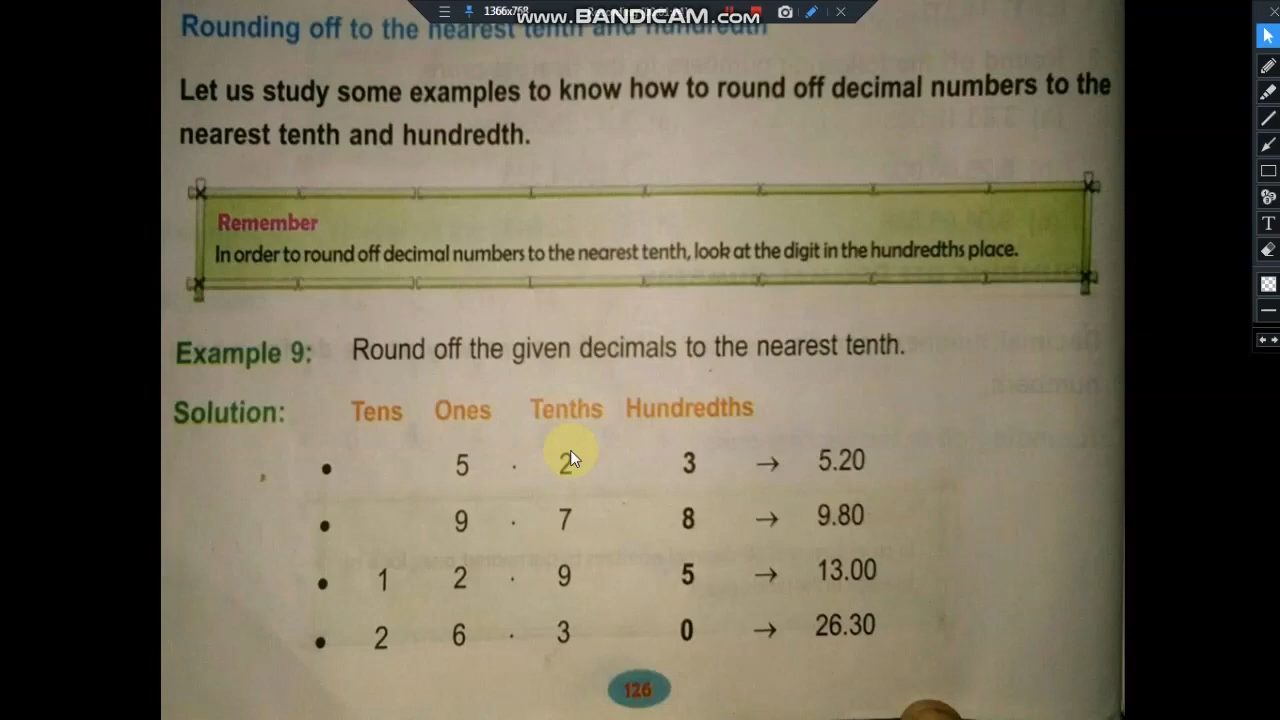 1366x768
www.BANDICAM.com
Rounding off to the nearest tenth and hundredth
Let us study some examples to know how to round off decimal numbers to the
nearest tenth and hundredth.
Remember
In order to round off decimal numbers to the nearest tenth, look at the digit in the hundredths place.
Example 9: Round off the given decimals to the nearest tenth.
Solution: Tens Ones Tenths Hundredths
• 5 . 2 3 → 5.20
• 9 . 7 8 → 9.80
• 1 2 . 9 5 → 13.00
• 2 6 . 3 0 → 26.30
126